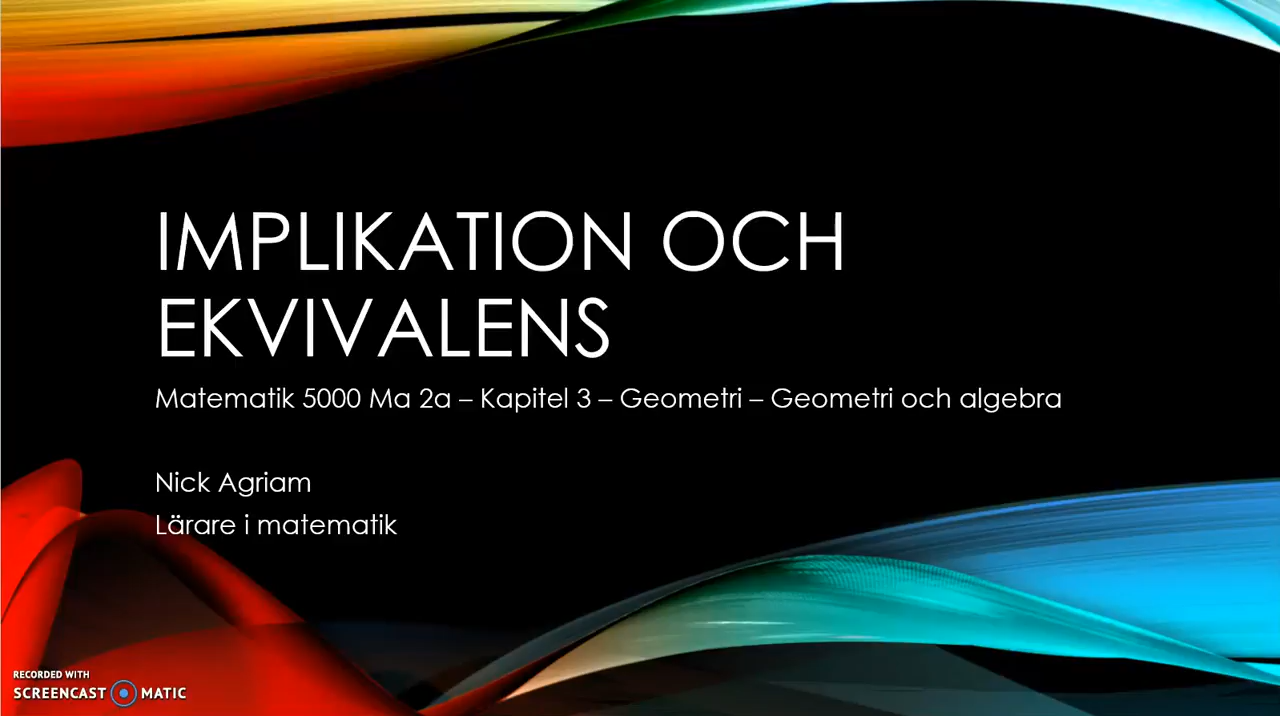 IMPLIKATION OCH
EKVIVALENS
Matematik 5000 Ma 2a – Kapitel 3 – Geometri – Geometri och algebra
Nick Agriam
Lärare i matematik
RECORDED WITH
SCREENCAST MATIC